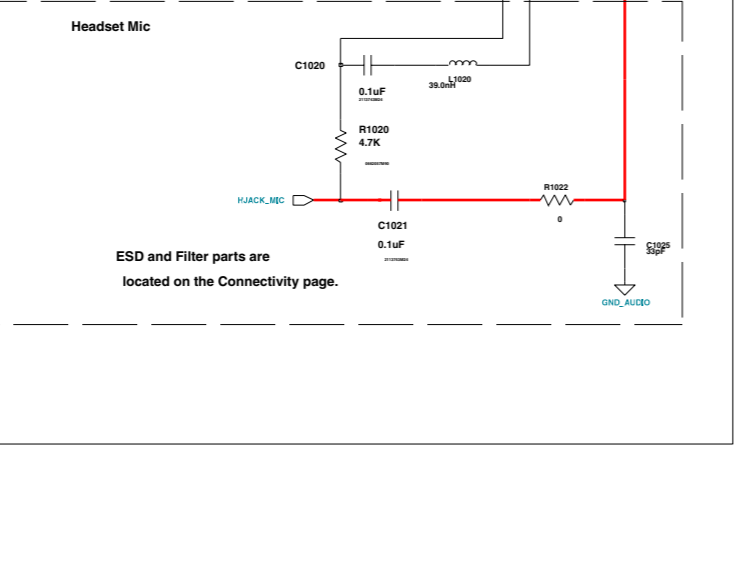 Headset Mic
C1020
0.1uF
L1020
39.0nH
R1020
4.7K
HJACK_MIC
R1022
0
C1021
0.1uF
C1025
33pF
GND_AUDIO
ESD and Filter parts are
located on the Connectivity page.